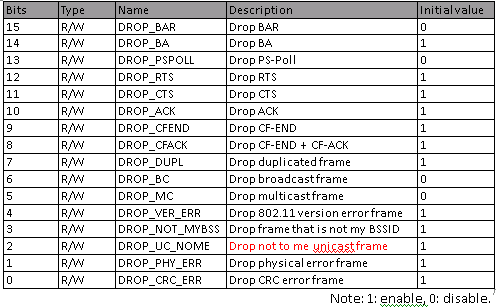 Bits Type Name Description Initial value
15 R/W DROP_BAR Drop BAR 0
14 R/W DROP_BA Drop BA 1
13 R/W DROP_PSPOLL Drop PS-Poll 0
12 R/W DROP_RTS Drop RTS 1
11 R/W DROP_CTS Drop CTS 1
10 R/W DROP_ACK Drop ACK 1
9 R/W DROP_CFEND Drop CF-END 1
8 R/W DROP_CFACK Drop CF-END + CF-ACK 1
7 R/W DROP_DUPL Drop duplicated frame 1
6 R/W DROP_BC Drop broadcast frame 0
5 R/W DROP_MC Drop multicast frame 0
4 R/W DROP_VER_ERR Drop 802.11 version error frame 1
3 R/W DROP_NOT_MYBSS Drop frame that is not my BSSID 1
2 R/W DROP_UC_NOME Drop not to me unicast frame 1
1 R/W DROP_PHY_ERR Drop physical error frame 1
0 R/W DROP_CRC_ERR Drop CRC error frame 1
Note: 1: enable, 0: disable.